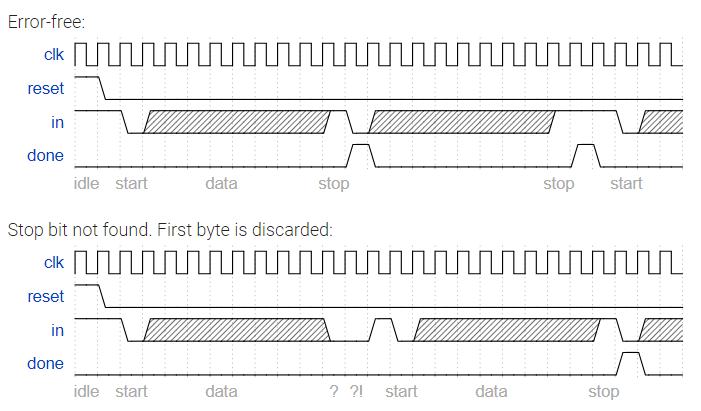 Error-free:
clk
reset
in
done
idle start data stop stop start
Stop bit not found. First byte is discarded:
clk
reset
in
done
idle start data ? ?! start data stop